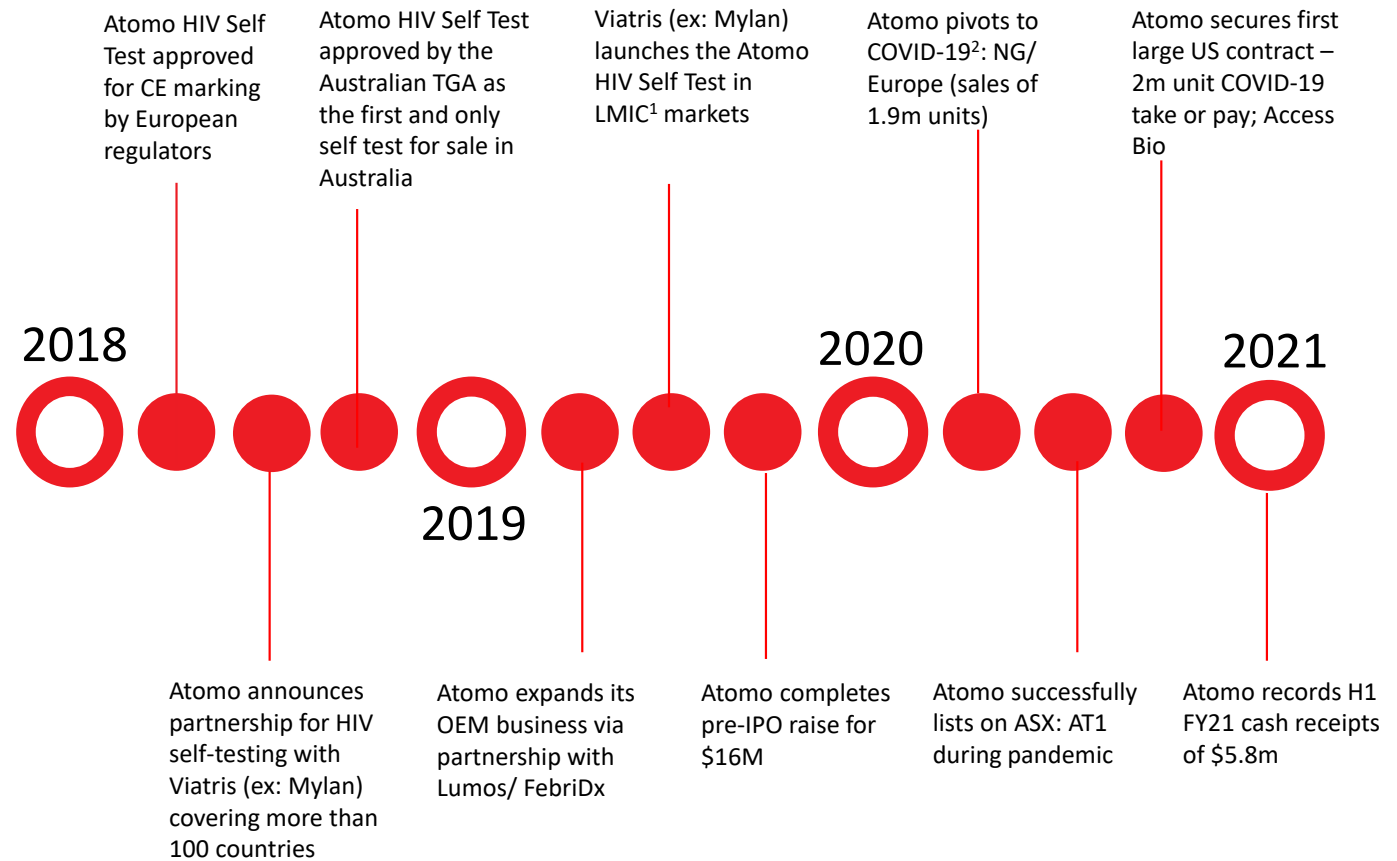 Atomo HIV Self
Test approved
for CE marking
by European
regulators
Atomo HIV Self Test
approved by the
Australian TGA as
the first and only
self test for sale in
Australia
Viatris (ex: Mylan)
launches the Atomo
HIV Self Test in
LMIC¹ markets
Atomo pivots to
COVID-19²: NG/
Europe (sales of
1.9m units)
Atomo secures first
large US contract –
2m unit COVID-19
take or pay; Access
Bio
2018
2019
2020
2021
Atomo announces
partnership for HIV
self-testing with
Viatris (ex: Mylan)
covering more than
100 countries
Atomo expands its
OEM business via
partnership with
Lumos/ FebriDx
Atomo completes
pre-IPO raise for
$16M
Atomo successfully
lists on ASX: AT1
during pandemic
Atomo records H1
FY21 cash receipts
of $5.8m